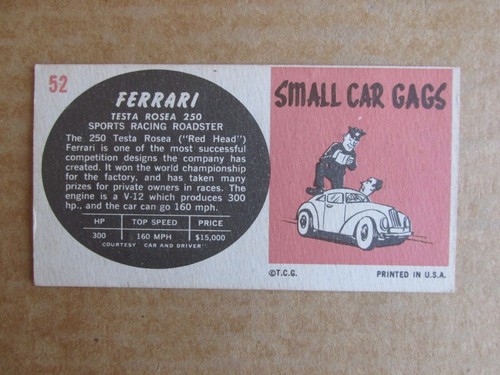 52
FERRARI
TESTA ROSEA 250
SPORTS RACING ROADSTER
The 250 Testa Rosea ("Red Head")
Ferrari is one of the most successful
competition designs the company has
created. It won the world championship
for the factory, and has taken many
prizes for private owners in races. The
engine is a V-12 which produces 300
hp., and the car can go 160 mph.
HP TOP SPEED PRICE
300 160 MPH $15,000
COURTESY "CAR AND DRIVER"
SMALL CAR GAGS
©T.C.G. PRINTED IN U.S.A.